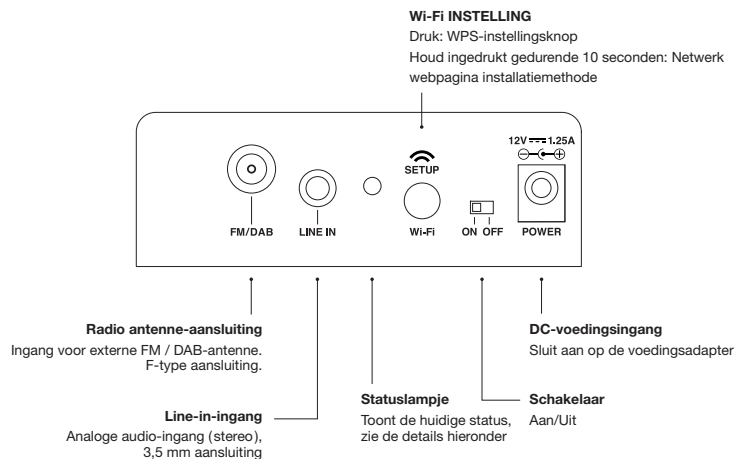 Wi-Fi INSTELLING
Druk: WPS-instellingsknop
Houd ingedrukt gedurende 10 seconden: Netwerk
webpagina installatiemethode
12V 1.25A
SETUP
FM/DAB
LINE IN
Wi-Fi
ON OFF
POWER
Radio antenne-aansluiting
Ingang voor externe FM / DAB-antenne.
F-type aansluiting.
Line-in-ingang
Analoge audio-ingang (stereo),
3,5 mm aansluiting
Statuslampje
Toont de huidige status,
zie de details hieronder
Schakelaar
Aan/Uit
DC-voedingsingang
Sluit aan op de voedingsadapter